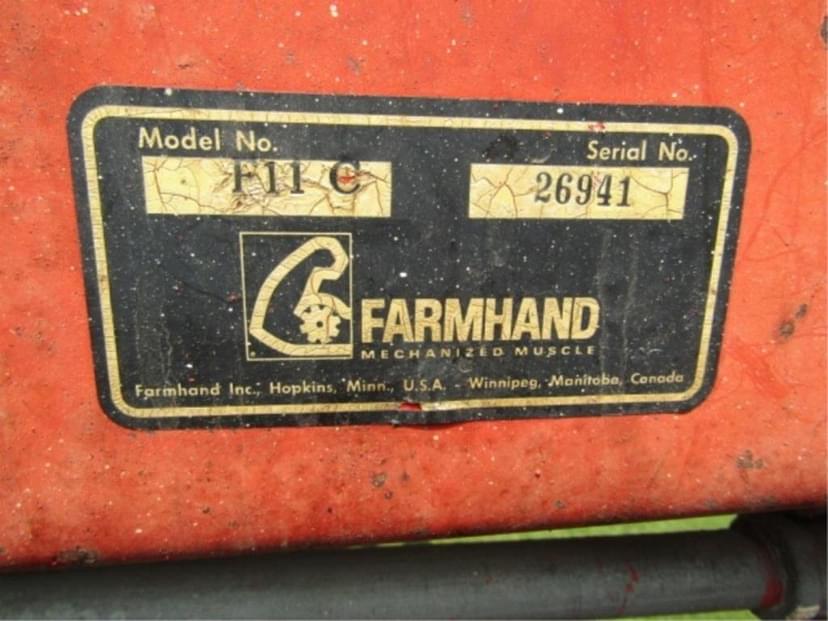 Model No. Serial No.
F11 C 26941
FARMHAND
MECHANIZED MUSCLE
Farmhand Inc., Hopkins, Minn., U.S.A. - Winnipeg, Manitoba, Canada